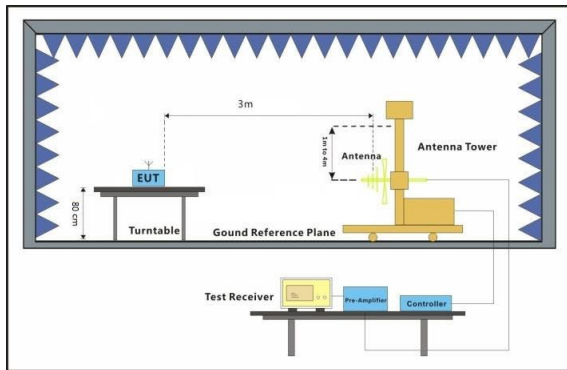 3m
1m to 4m
Antenna
Antenna Tower
EUT
80 cm
Turntable
Gound Reference Plane
Test Receiver
Pre-Amplifier
Controller